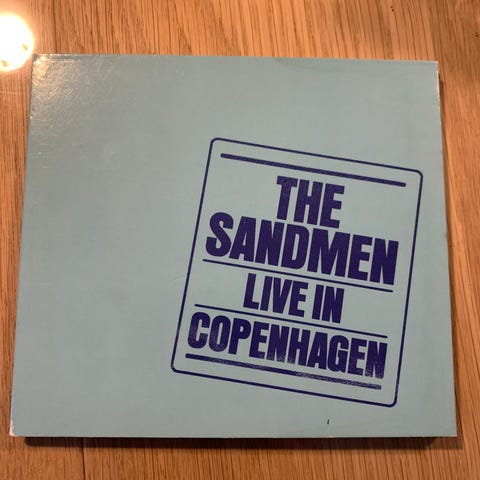 THE
SANDMEN
LIVE IN
COPENHAGEN